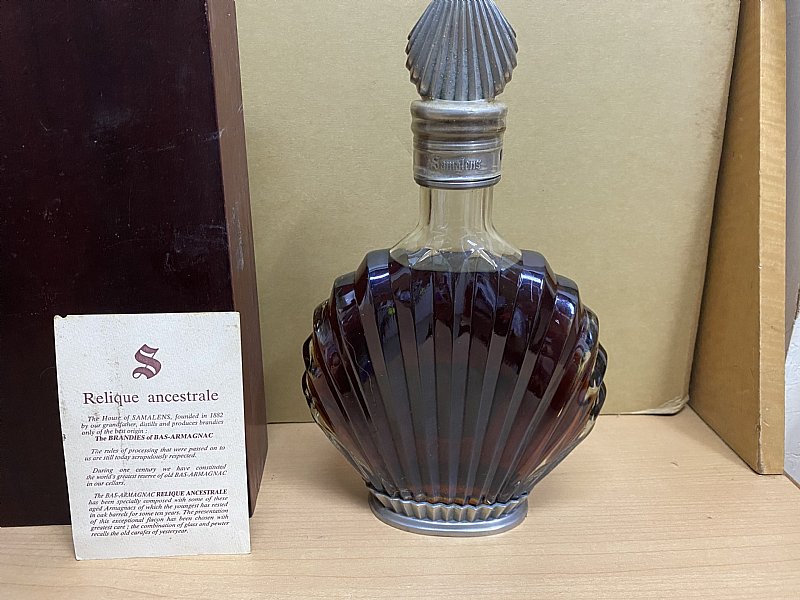 Samalens
S
Relique ancestrale
The House of SAMALENS, founded in 1882
by our grandfather, distills and produces brandies
only of the best origin :
The BRANDIES of BAS-ARMAGNAC
The rules of processing that were passed on to
us are still today scrupulously respected.
During one century we have constituted
the world's greatest reserve of old BAS-ARMAGNAC
in our cellars.
The BAS-ARMAGNAC RELIQUE ANCESTRALE
has been specially composed with some of these
aged Armagnacs of which the youngest has rested
in oak barrels for some ten years. The presentation
of this exceptional flaçon has been chosen with
greatest care ; the combination of glass and pewter
recalls the old carafes of yesteryear.